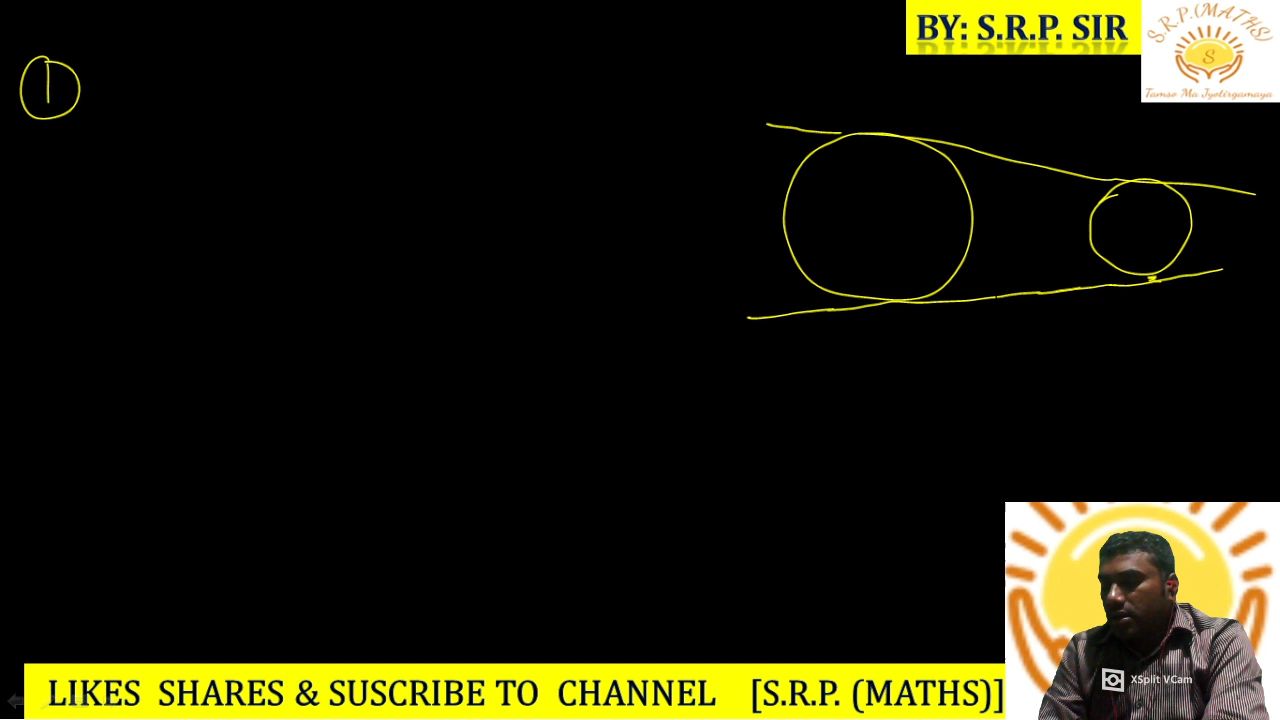 BY: S.R.P. SIR
S.R.P.(MATHS)
S
Tamso Ma Jyotirgamaya
1
XSplit VCam
LIKES SHARES & SUSCRIBE TO CHANNEL [S.R.P. (MATHS)]